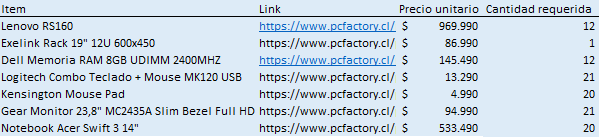 Item Link Precio unitario Cantidad requerida
Lenovo RS160 https://www.pcfactory.cl/ $ 969.990 12
Exelink Rack 19" 12U 600x450 https://www.pcfactory.cl/ $ 86.990 1
Dell Memoria RAM 8GB UDIMM 2400MHZ https://www.pcfactory.cl/ $ 145.490 12
Logitech Combo Teclado + Mouse MK120 USB https://www.pcfactory.cl/ $ 13.290 21
Kensington Mouse Pad https://www.pcfactory.cl/ $ 4.990 20
Gear Monitor 23,8" MC2435A Slim Bezel Full HD https://www.pcfactory.cl/ $ 94.990 21
Notebook Acer Swift 3 14" https://www.pcfactory.cl/ $ 533.490 20